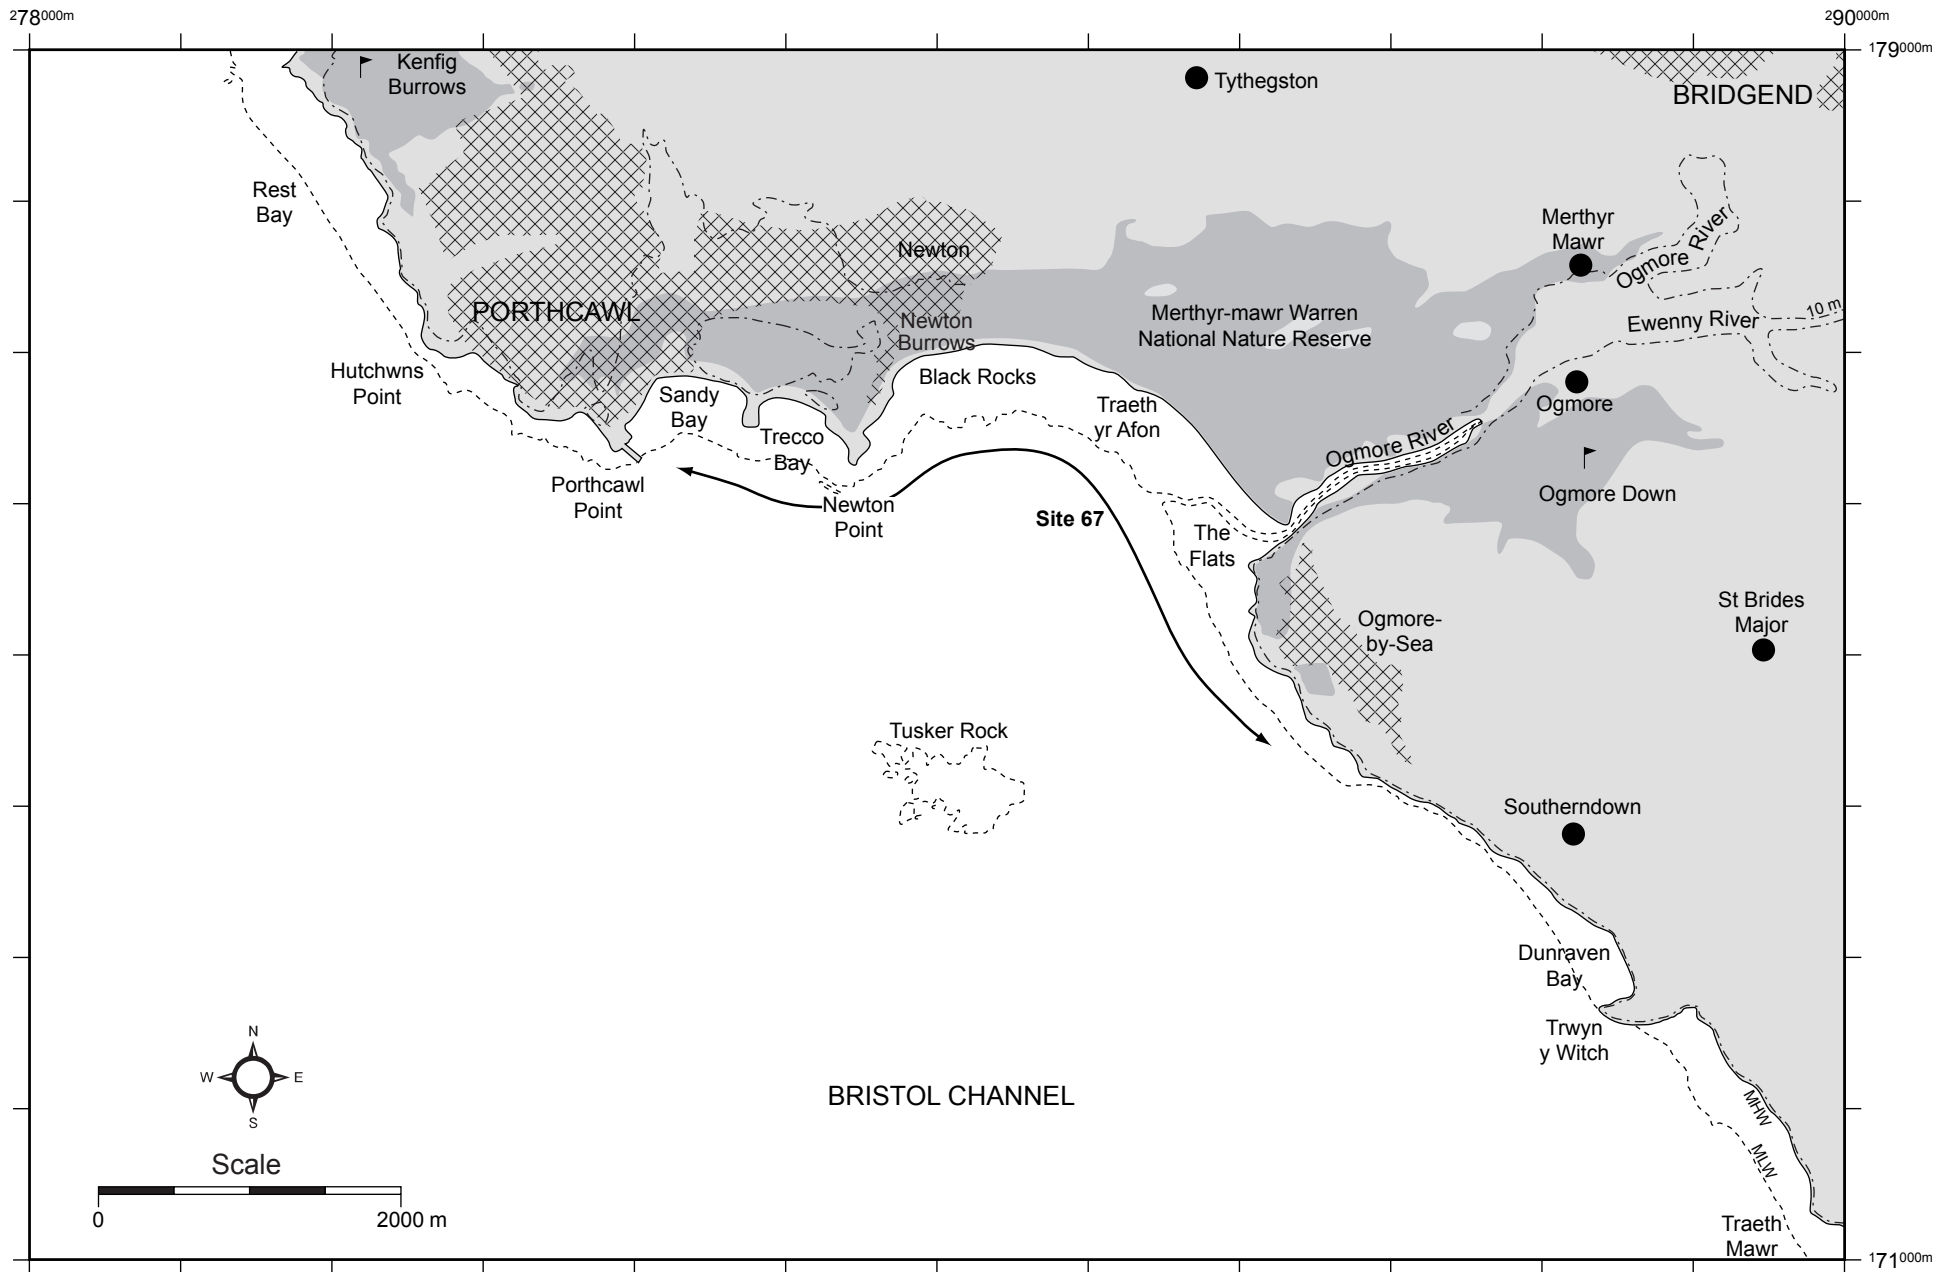 278000m
290000m
179000m
Kenfig
Burrows
Tythegston
BRIDGEND
Rest
Bay
Merthyr
Mawr
Ogmore River
Newton
PORTHCAWL
Newton
Burrows
Merthyr-mawr Warren
National Nature Reserve
Ewenny River
10 m
Hutchwns
Point
Black Rocks
Sandy
Bay
Traeth
yr Afon
Ogmore
Trecco
Bay
Ogmore River
Porthcawl
Point
Newton
Point
Ogmore Down
Site 67
The
Flats
St Brides
Major
Ogmore-
by-Sea
Tusker Rock
Southerndown
Dunraven
Bay
Trwyn
y Witch
N
W
E
S
BRISTOL CHANNEL
MHW
MLW
Scale
0
2000 m
Traeth
Mawr
171000m